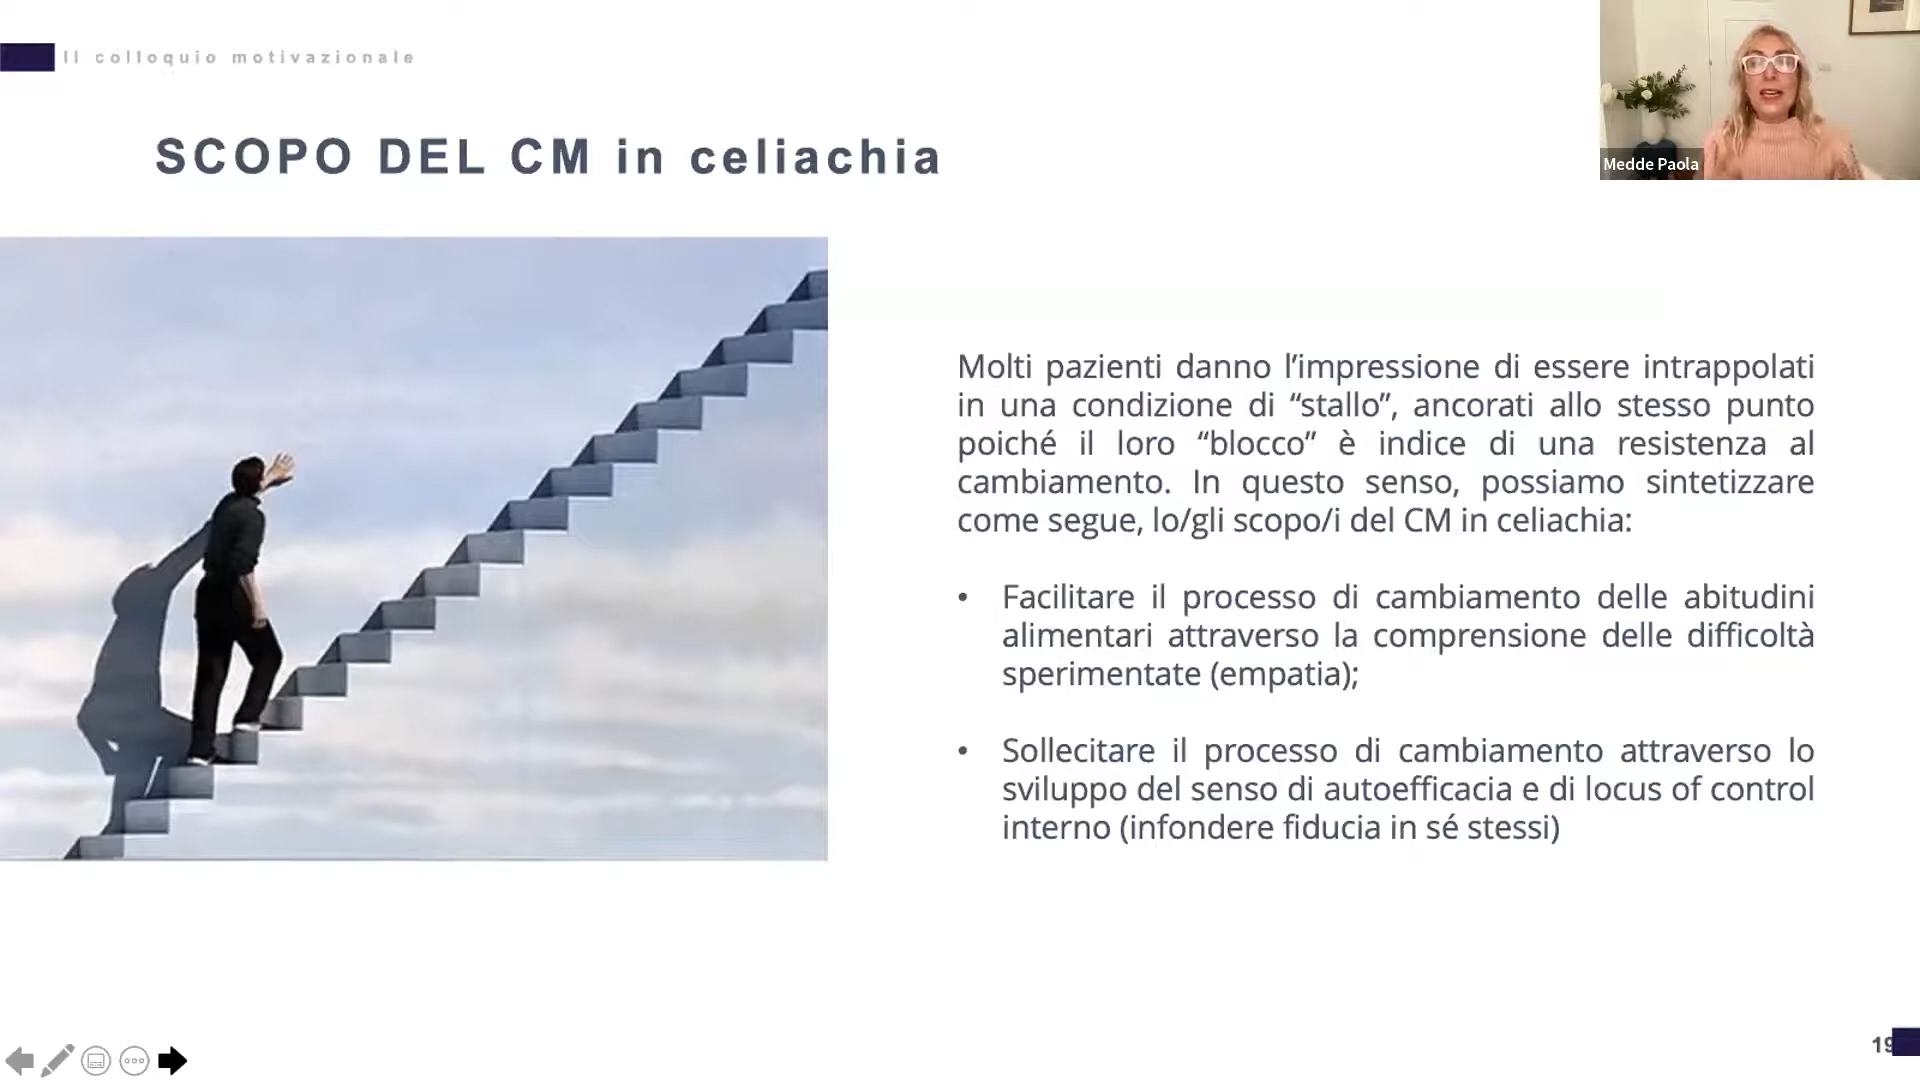 Il colloquio motivazionale
Medde Paola
SCOPO DEL CM in celiachia
Molti pazienti danno l’impressione di essere intrappolati
in una condizione di “stallo”, ancorati allo stesso punto
poiché il loro “blocco” è indice di una resistenza al
cambiamento. In questo senso, possiamo sintetizzare
come segue, lo/gli scopo/i del CM in celiachia:
• Facilitare il processo di cambiamento delle abitudini
alimentari attraverso la comprensione delle difficoltà
sperimentate (empatia);
• Sollecitare il processo di cambiamento attraverso lo
sviluppo del senso di autoefficacia e di locus of control
interno (infondere fiducia in sé stessi)
19